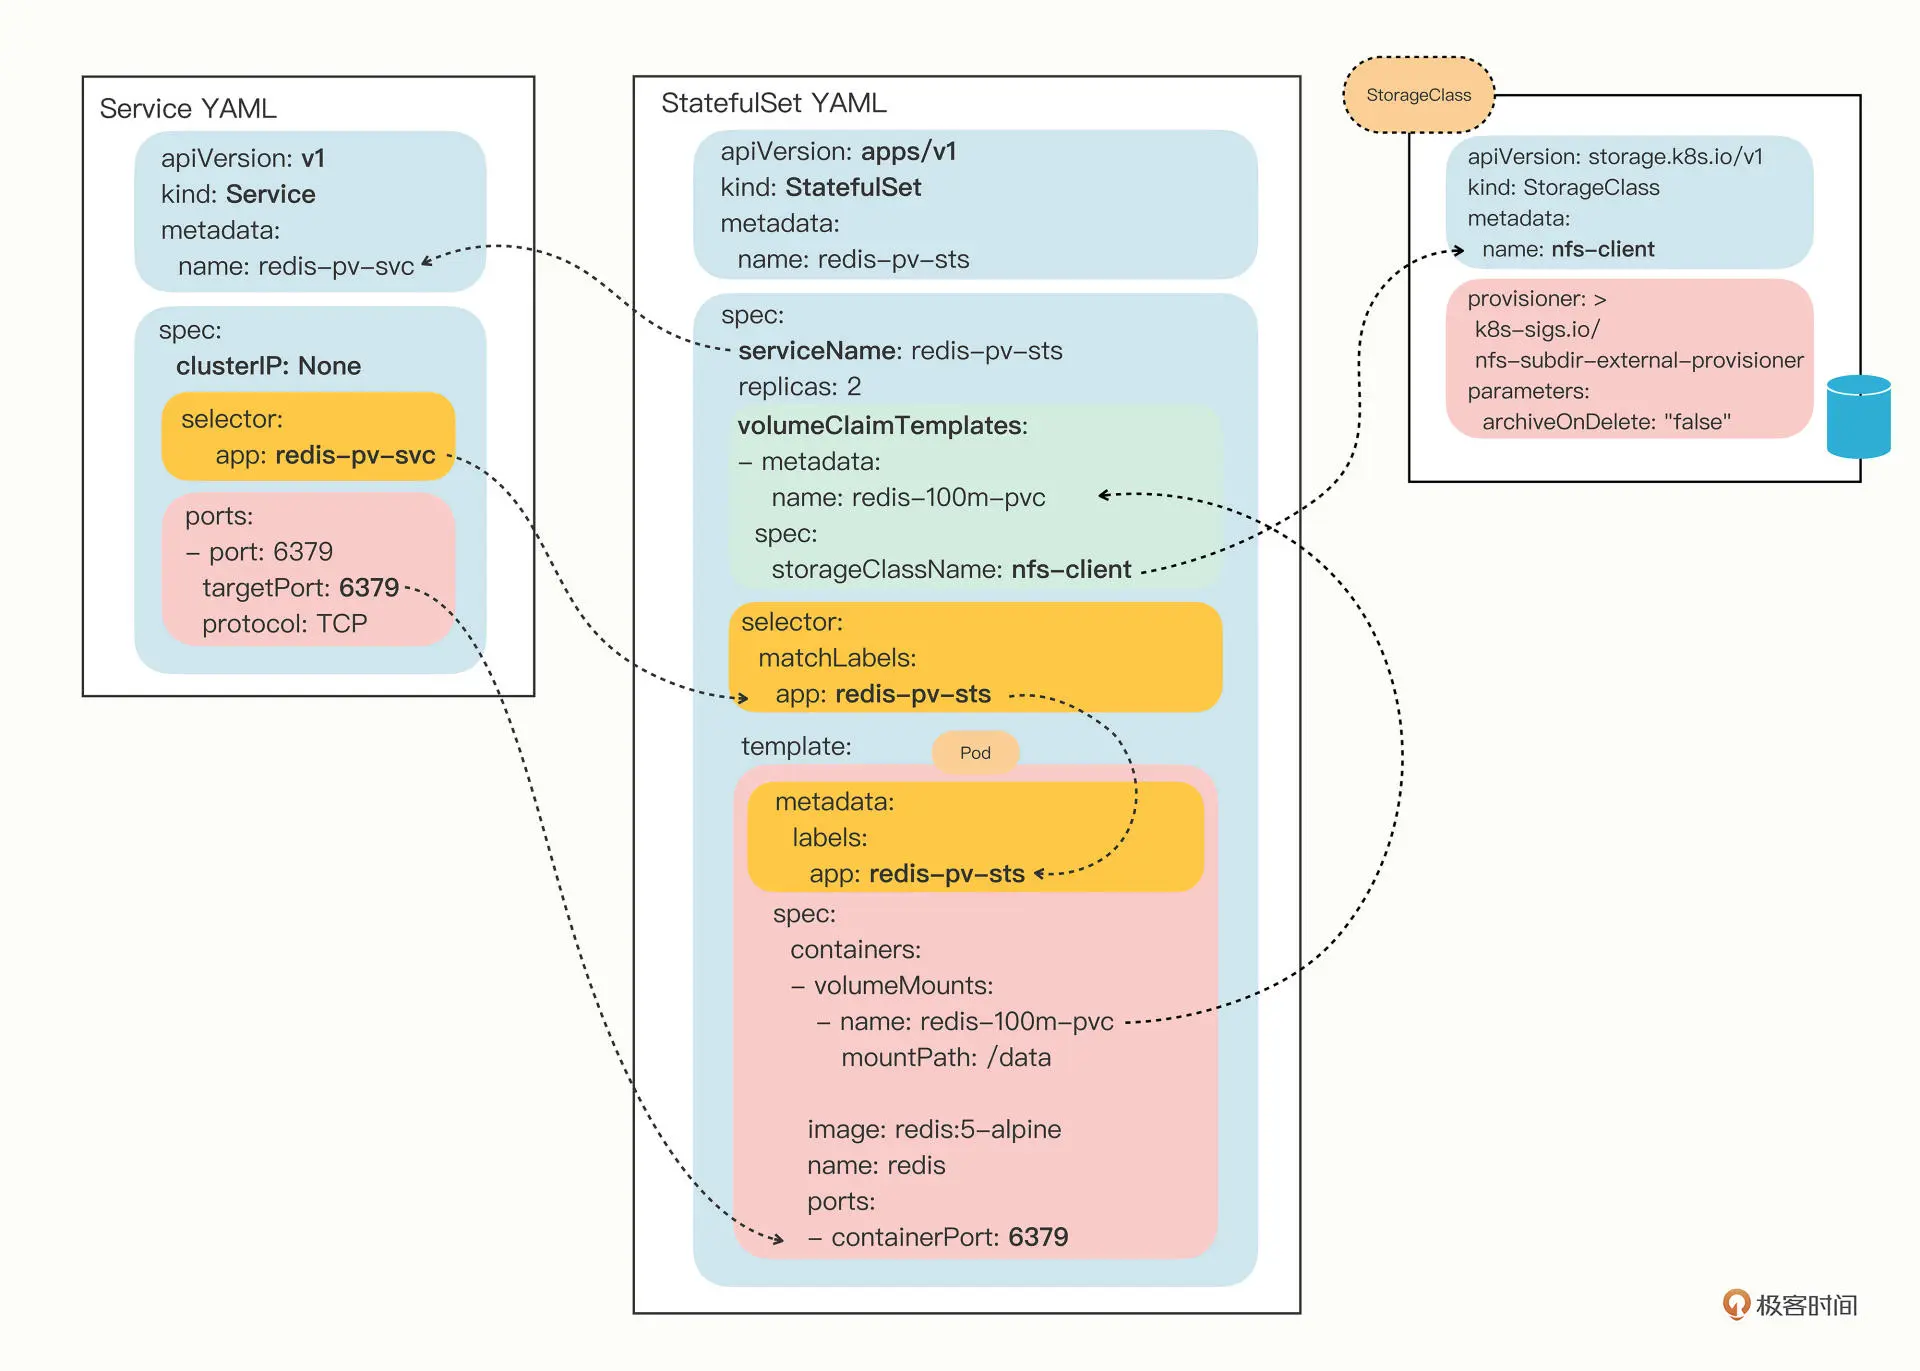 Service YAML
apiVersion: v1
kind: Service
metadata:
name: redis-pv-svc
spec:
clusterIP: None
selector:
app: redis-pv-svc
ports:
- port: 6379
targetPort: 6379
protocol: TCP
StatefulSet YAML
apiVersion: apps/v1
kind: StatefulSet
metadata:
name: redis-pv-sts
spec:
serviceName: redis-pv-sts
replicas: 2
volumeClaimTemplates:
- metadata:
name: redis-100m-pvc
spec:
storageClassName: nfs-client
selector:
matchLabels:
app: redis-pv-sts
template:
Pod
metadata:
labels:
app: redis-pv-sts
spec:
containers:
- volumeMounts:
- name: redis-100m-pvc
mountPath: /data
image: redis:5-alpine
name: redis
ports:
- containerPort: 6379
StorageClass
apiVersion: storage.k8s.io/v1
kind: StorageClass
metadata:
name: nfs-client
provisioner: >
k8s-sigs.io/
nfs-subdir-external-provisioner
parameters:
archiveOnDelete: "false"
极客时间